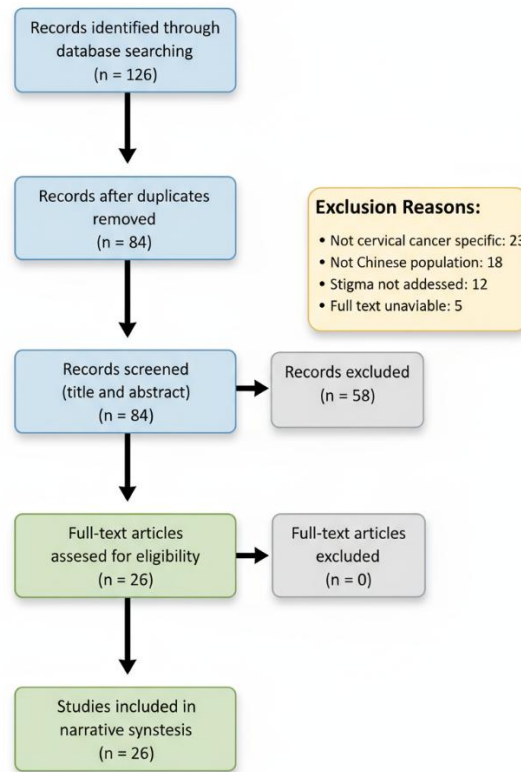 Records identified through
database searching
(n = 126)
Records after duplicates
removed
(n = 84)
Exclusion Reasons:
• Not cervical cancer specific: 23
• Not Chinese population: 18
• Stigma not addessed: 12
• Full text unaviable: 5
Records screened
(title and abstract)
(n = 84)
Records excluded
(n = 58)
Full-text articles
assesed for eligibility
(n = 26)
Full-text articles
excluded
(n = 0)
Studies included in
narrative synstesis
(n = 26)